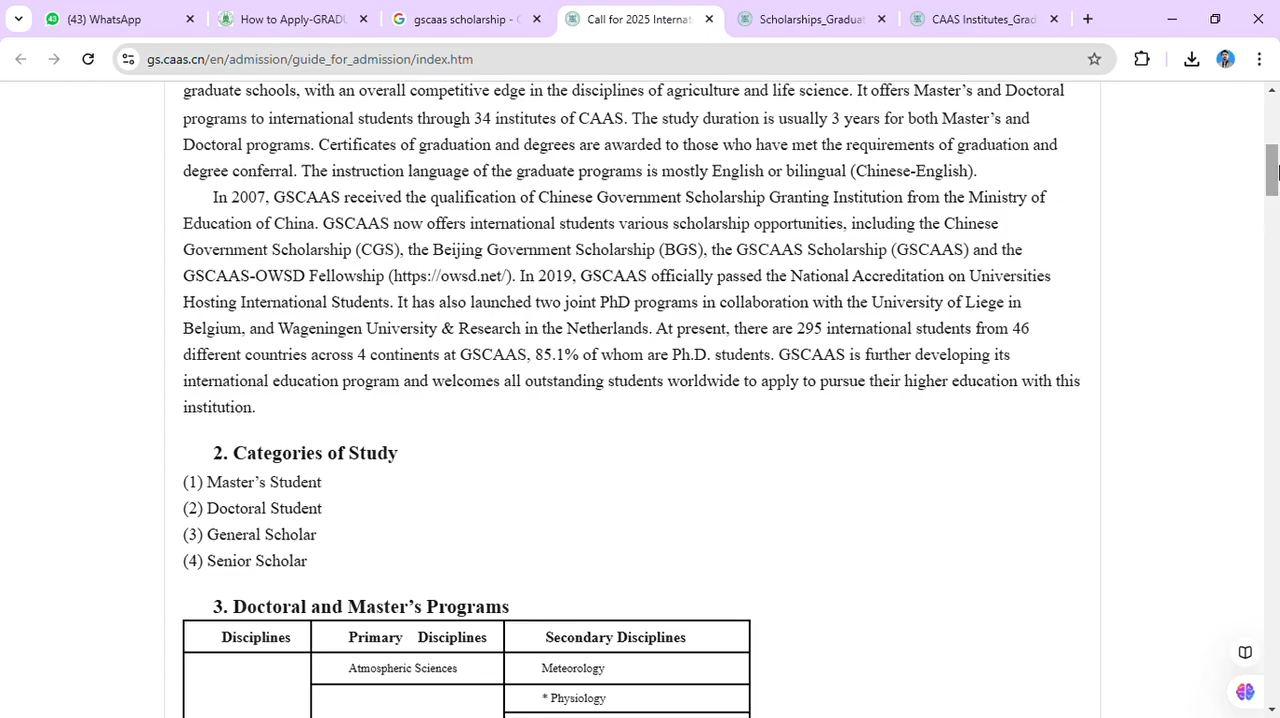 (43) WhatsApp
How to Apply-GRADU
gscaas scholarship - G
Call for 2025 Internat
Scholarships_Graduat
CAAS Institutes_Grad
gs.caas.cn/en/admission/guide_for_admission/index.htm
graduate schools, with an overall competitive edge in the disciplines of agriculture and life science. It offers Master’s and Doctoral
programs to international students through 34 institutes of CAAS. The study duration is usually 3 years for both Master’s and
Doctoral programs. Certificates of graduation and degrees are awarded to those who have met the requirements of graduation and
degree conferral. The instruction language of the graduate programs is mostly English or bilingual (Chinese-English).
In 2007, GSCAAS received the qualification of Chinese Government Scholarship Granting Institution from the Ministry of
Education of China. GSCAAS now offers international students various scholarship opportunities, including the Chinese
Government Scholarship (CGS), the Beijing Government Scholarship (BGS), the GSCAAS Scholarship (GSCAAS) and the
GSCAAS-OWSD Fellowship (https://owsd.net/). In 2019, GSCAAS officially passed the National Accreditation on Universities
Hosting International Students. It has also launched two joint PhD programs in collaboration with the University of Liege in
Belgium, and Wageningen University & Research in the Netherlands. At present, there are 295 international students from 46
different countries across 4 continents at GSCAAS, 85.1% of whom are Ph.D. students. GSCAAS is further developing its
international education program and welcomes all outstanding students worldwide to apply to pursue their higher education with this
institution.
2. Categories of Study
(1) Master’s Student
(2) Doctoral Student
(3) General Scholar
(4) Senior Scholar
3. Doctoral and Master’s Programs
Disciplines Primary Disciplines Secondary Disciplines
Atmospheric Sciences Meteorology
* Physiology